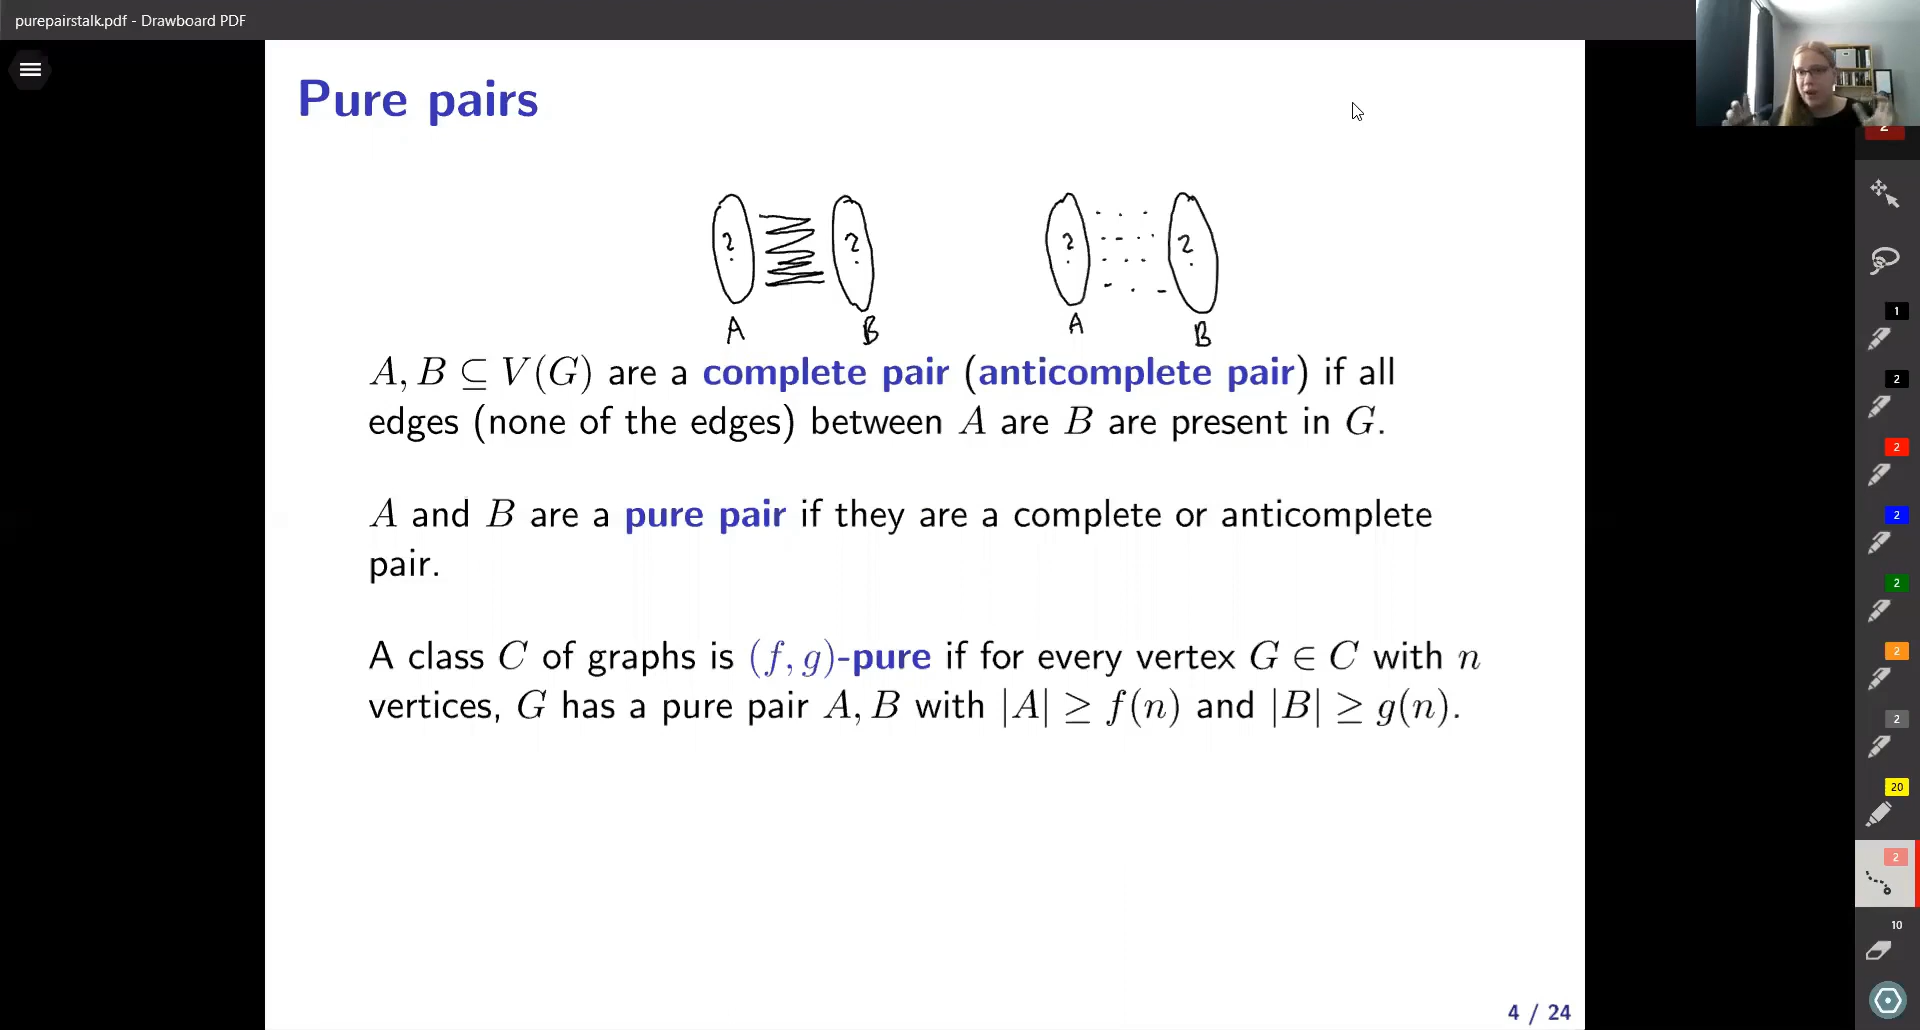 purepairstalk.pdf - Drawboard PDF
Pure pairs
? ? ? ?
A B A B
A, B ⊆ V(G) are a complete pair (anticomplete pair) if all
edges (none of the edges) between A are B are present in G.
A and B are a pure pair if they are a complete or anticomplete
pair.
A class C of graphs is (f, g)-pure if for every vertex G ∈ C with n
vertices, G has a pure pair A, B with |A| ≥ f(n) and |B| ≥ g(n).
4 / 24
2
1
2
2
2
2
2
2
20
2
10